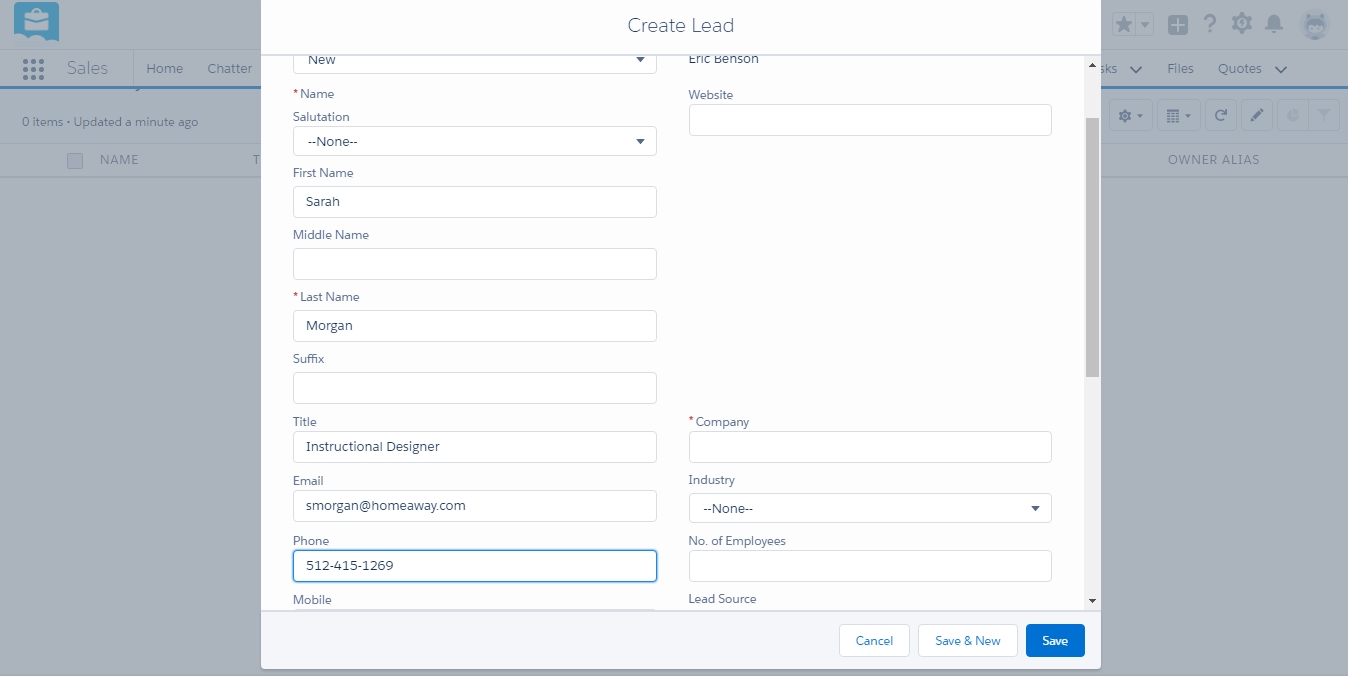 Create Lead
Sales
Home
Chatter
sks
Files
Quotes
0 items • Updated a minute ago
NAME
T
OWNER ALIAS
New
Eric Benson
*Name
Salutation
--None--
Website
First Name
Sarah
Middle Name
*Last Name
Morgan
Suffix
Title
Instructional Designer
*Company
Email
smorgan@homeaway.com
Industry
--None--
Phone
512-415-1269
No. of Employees
Mobile
Lead Source
Cancel
Save & New
Save